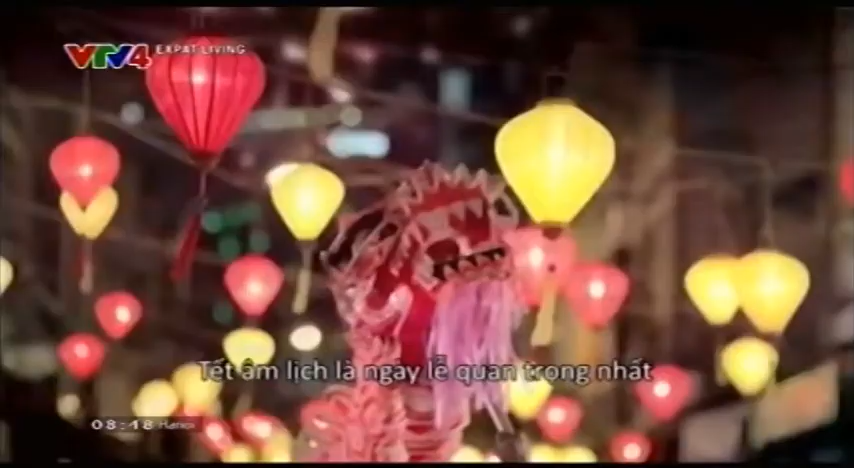 VTV4 EXPAT LIVING
Tết âm lịch là ngày lễ quan trọng nhất
08:48 Hanoi